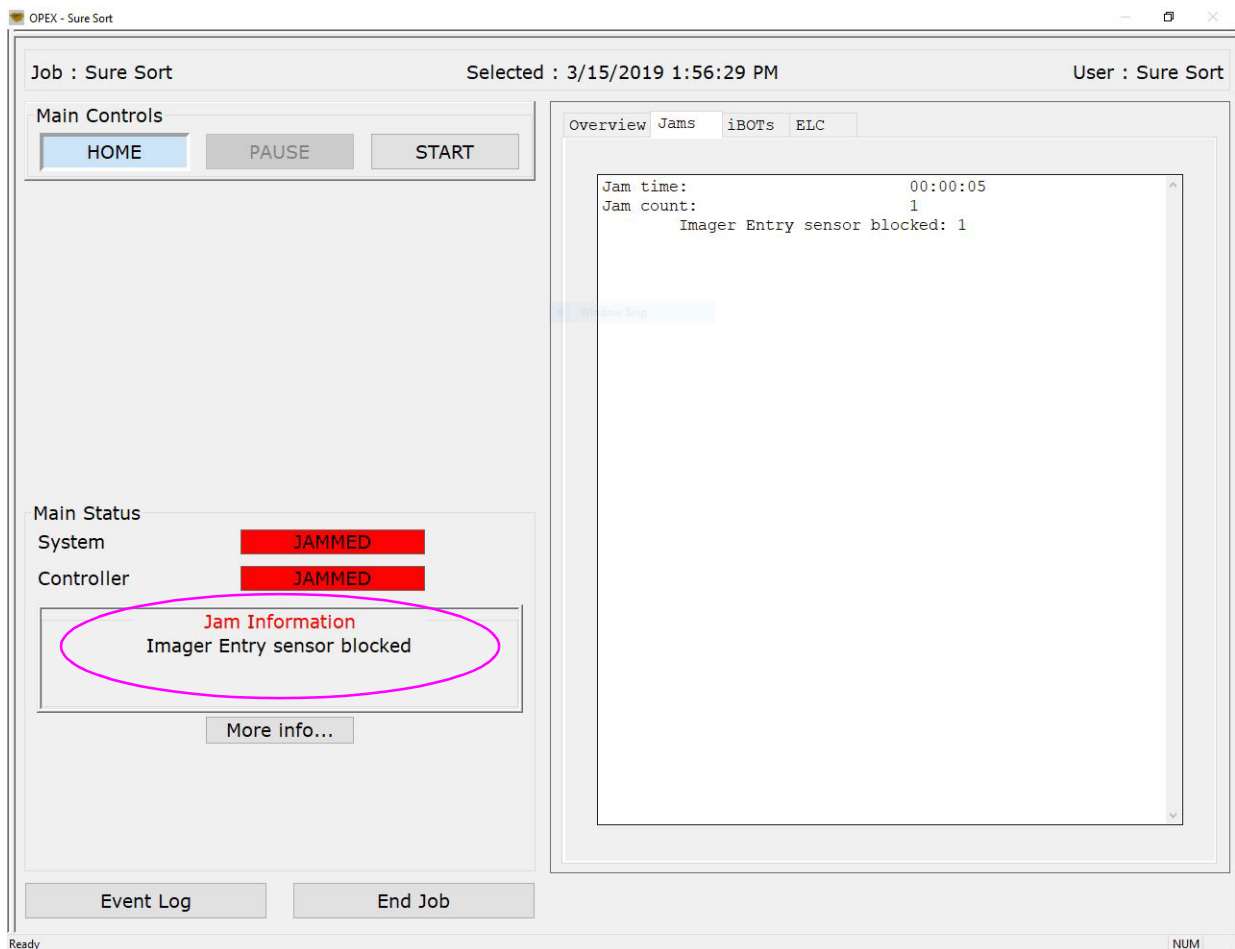 OPEX - Sure Sort
Job : Sure Sort
Selected : 3/15/2019 1:56:29 PM
User : Sure Sort
Main Controls
HOME
PAUSE
START
Overview
Jams
iBOTs
ELC
Jam time: 00:00:05
Jam count: 1
Imager Entry sensor blocked: 1
Window Snip
Main Status
System JAMMED
Controller JAMMED
Jam Information
Imager Entry sensor blocked
More info...
Event Log
End Job
Ready
NUM